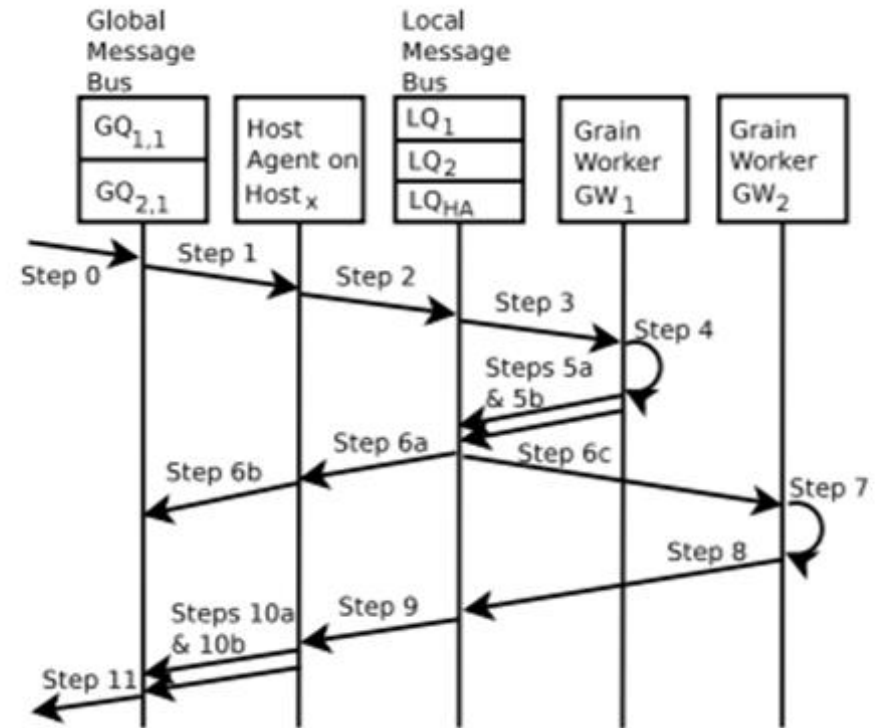 Global
Message
Bus
Local
Message
Bus
GQ1,1
GQ2,1
Host
Agent on
Hostx
LQ1
LQ2
LQHA
Grain
Worker
GW1
Grain
Worker
GW2
Step 0
Step 1
Step 2
Step 3
Step 4
Steps 5a
& 5b
Step 6a
Step 6b
Step 6c
Step 7
Step 8
Step 9
Steps 10a
& 10b
Step 11